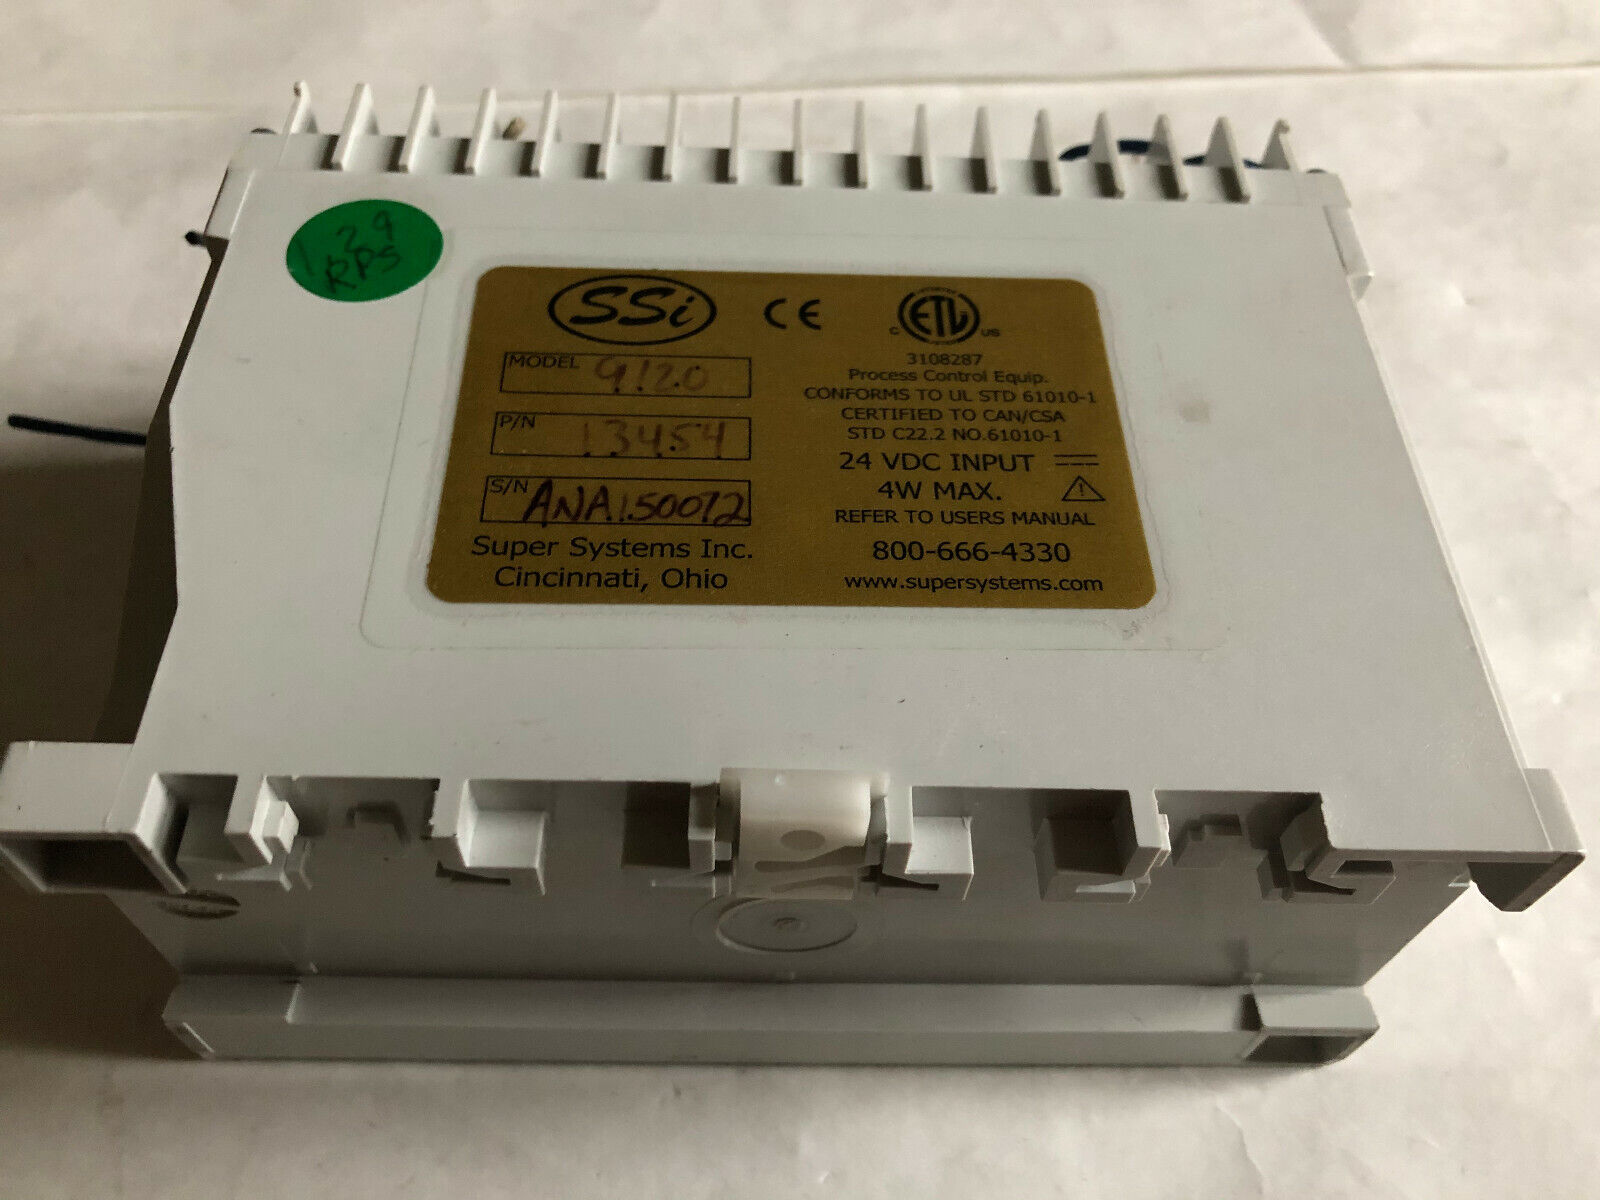 129
RPS
SSi
CE
INTERTEK
C ETL US
MODEL 9120
P/N 13454
S/N ANA150072
Super Systems Inc.
Cincinnati, Ohio
3108287
Process Control Equip.
CONFORMS TO UL STD 61010-1
CERTIFIED TO CAN/CSA
STD C22.2 NO.61010-1
24 VDC INPUT
4W MAX.
REFER TO USERS MANUAL
800-666-4330
www.supersystems.com